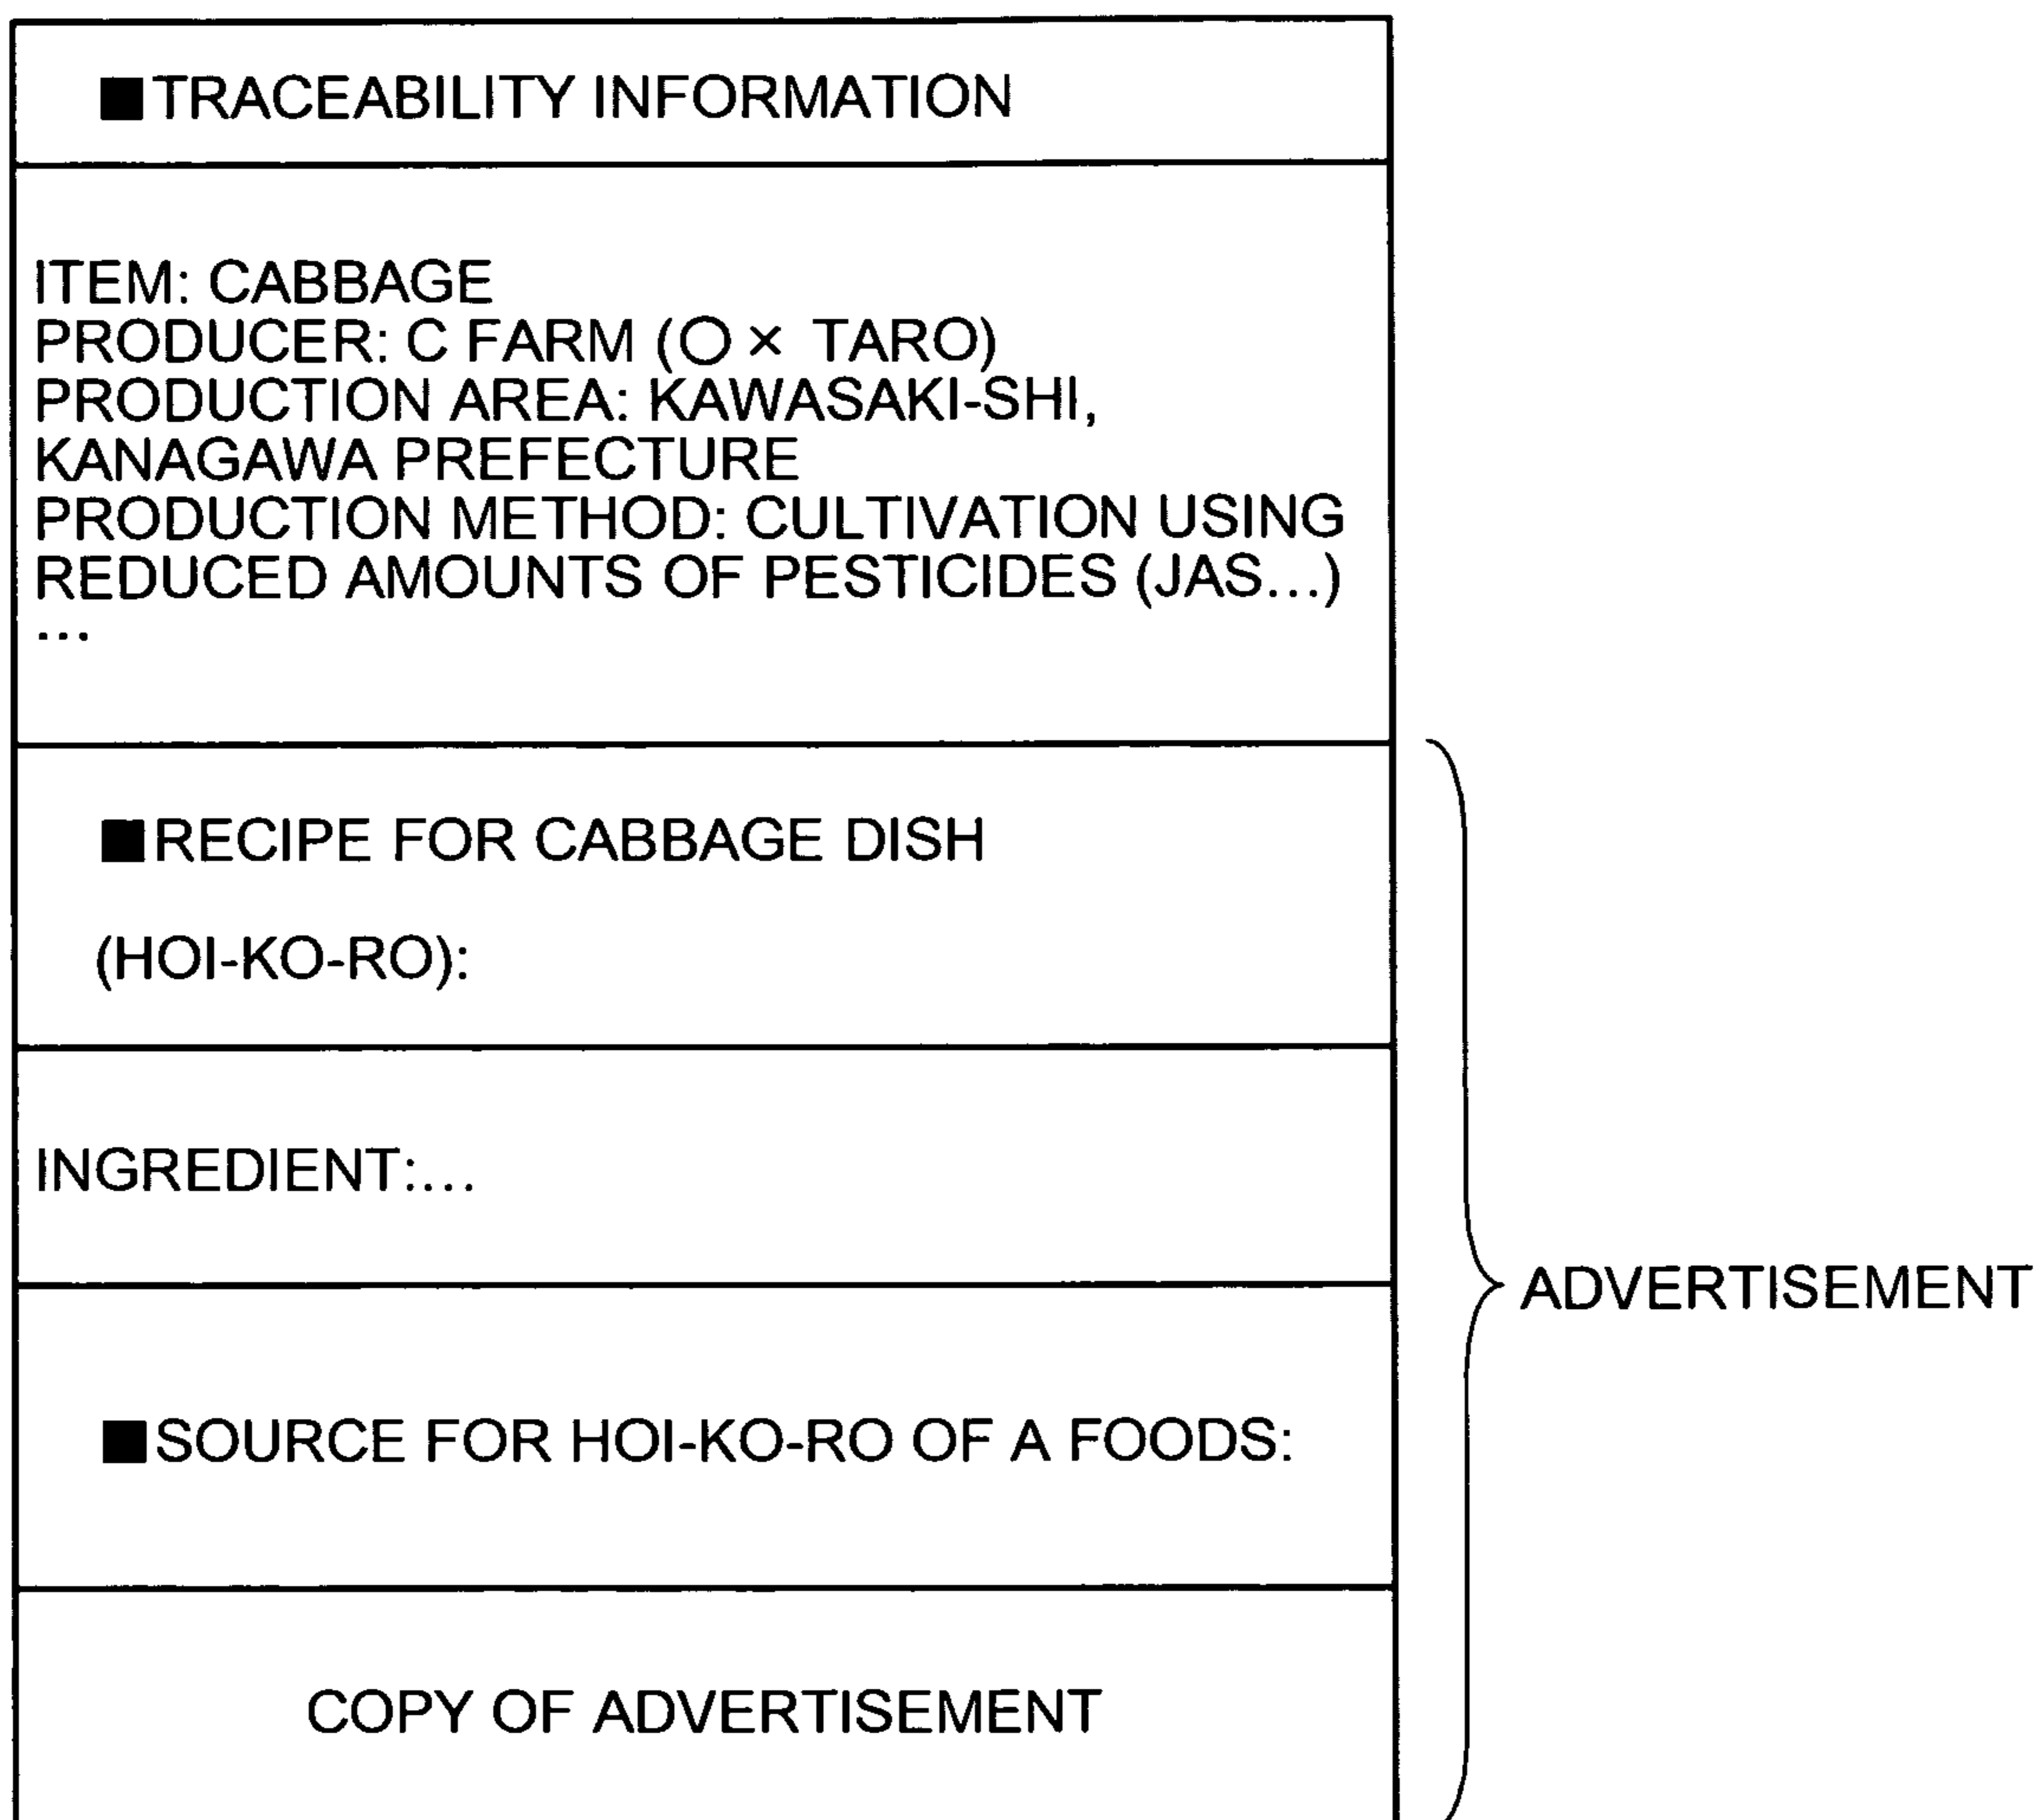 ■TRACEABILITY INFORMATION
ITEM: CABBAGE
PRODUCER: C FARM (○ × TARO)
PRODUCTION AREA: KAWASAKI-SHI,
KANAGAWA PREFECTURE
PRODUCTION METHOD: CULTIVATION USING
REDUCED AMOUNTS OF PESTICIDES (JAS...)
...
■RECIPE FOR CABBAGE DISH
(HOI-KO-RO):
INGREDIENT:...
■SOURCE FOR HOI-KO-RO OF A FOODS:
COPY OF ADVERTISEMENT
ADVERTISEMENT